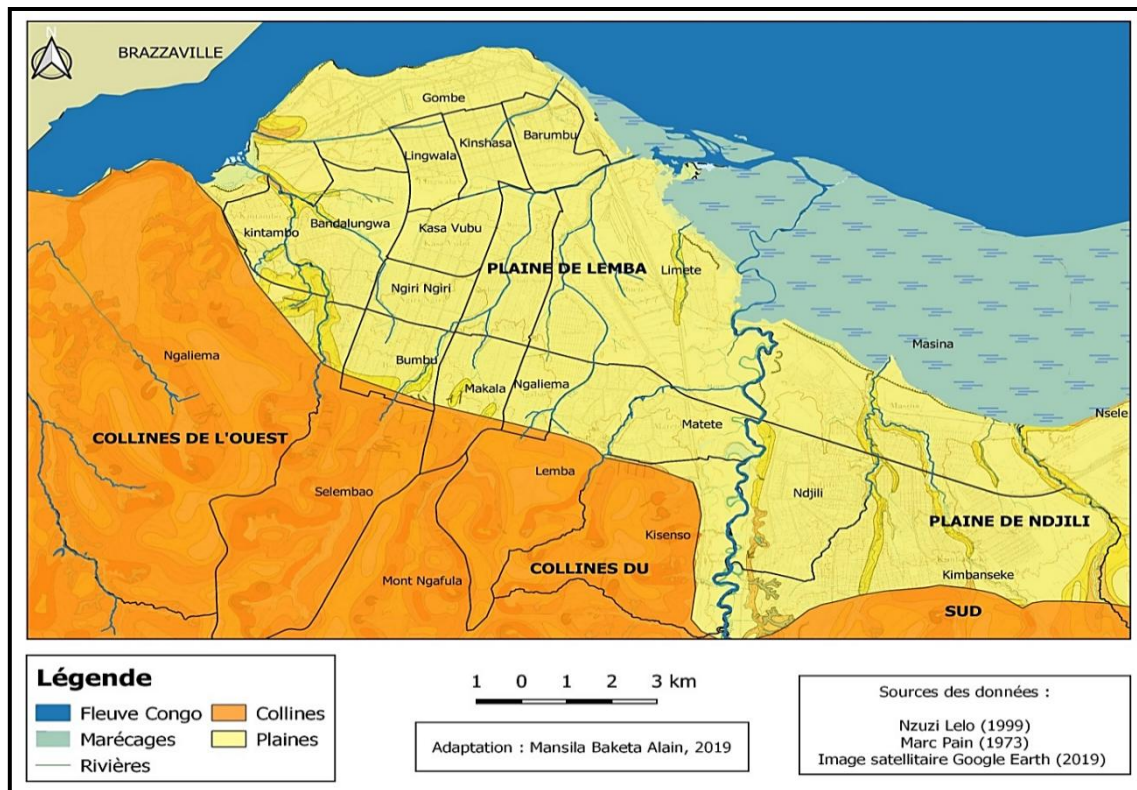 N
BRAZZAVILLE
Gombe
Barumbu
Kinshasa
Lingwala
Bandalungwa
kintambo
Kasa Vubu
PLAINE DE LEMBA
Limete
Ngiri Ngiri
Masina
Ngaliema
Bumbu
Makala
Ngaliema
Nsele
Matete
COLLINES DE L'OUEST
Lemba
Selembao
Ndjili
PLAINE DE NDJILI
Kisenso
COLLINES DU
Mont Ngafula
Kimbanseke
SUD
Légende
Fleuve Congo
Collines
Marécages
Plaines
Rivières
1 0 1 2 3 km
Adaptation : Mansila Baketa Alain, 2019
Sources des données :
Nzuzi Lelo (1999)
Marc Pain (1973)
Image satellitaire Google Earth (2019)